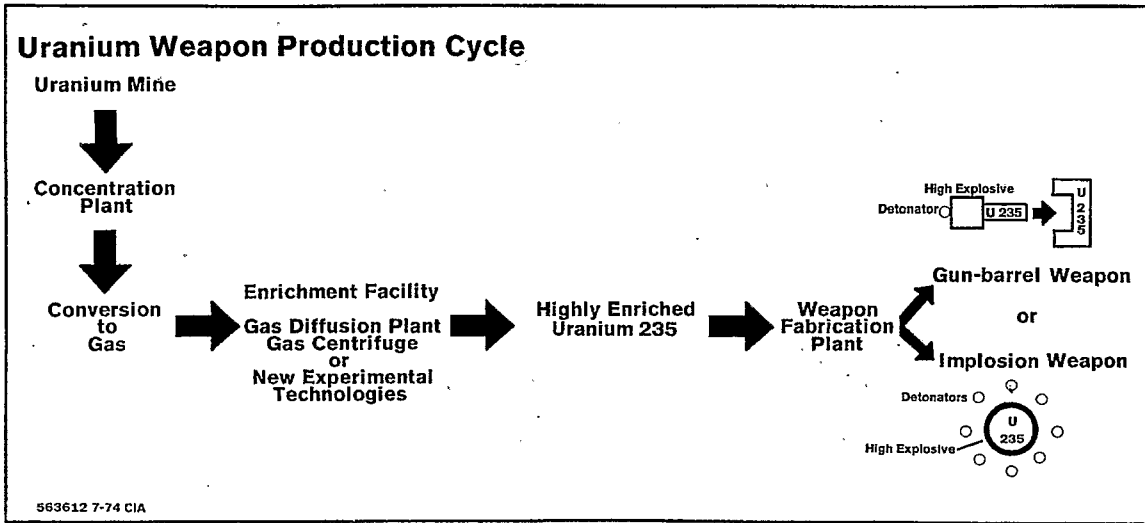 Uranium Weapon Production Cycle
Uranium Mine
Concentration
Plant
Conversion
to
Gas
Enrichment Facility
Gas Diffusion Plant
Gas Centrifuge
or
New Experimental
Technologies
Highly Enriched
Uranium 235
Weapon
Fabrication
Plant
High Explosive
Detonator
U 235
U
2
3
5
Gun-barrel Weapon
or
Implosion Weapon
Detonators
U
235
High Explosive
563612 7-74 CIA